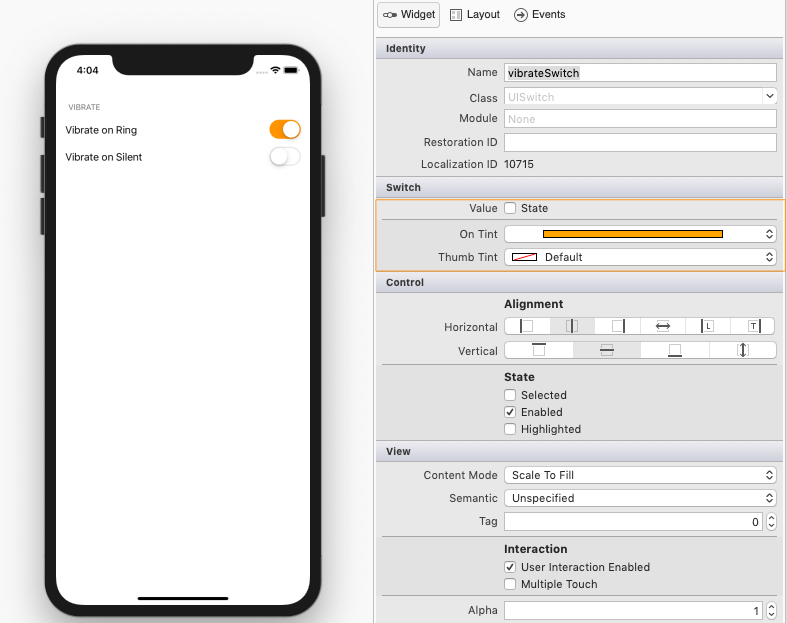 4:04
VIBRATE
Vibrate on Ring
Vibrate on Silent
Widget Layout Events
Identity
Name vibrateSwitch
Class UISwitch
Module None
Restoration ID
Localization ID 10715
Switch
Value State
On Tint
Thumb Tint Default
Control
Alignment
Horizontal L T
Vertical
State
Selected
Enabled
Highlighted
View
Content Mode Scale To Fill
Semantic Unspecified
Tag 0
Interaction
User Interaction Enabled
Multiple Touch
Alpha 1